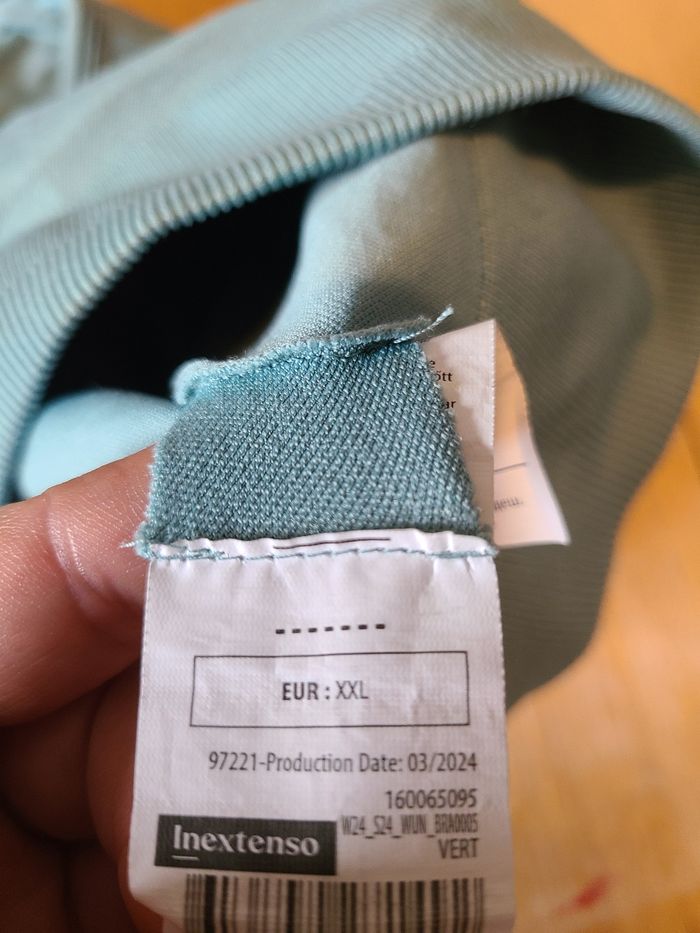 EUR : XXL
97221-Production Date: 03/2024
160065095
W24_S24_WUN_BRA0005
VERT
Inextenso